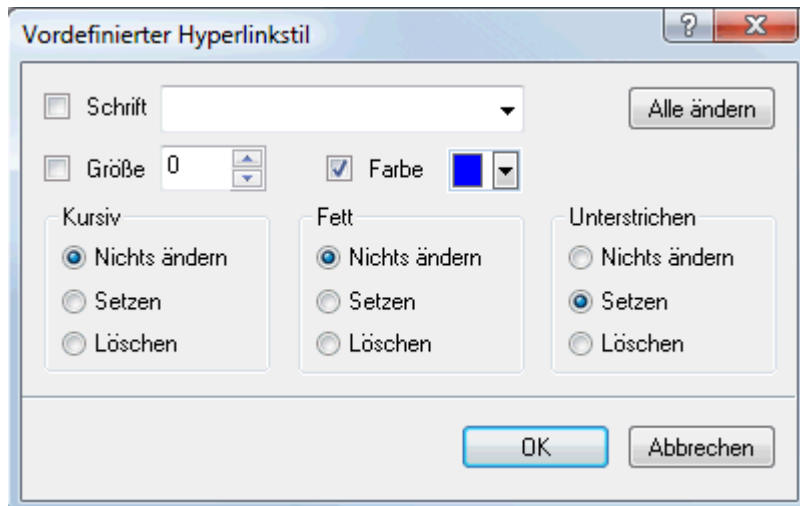 Vordefinierter Hyperlinkstil
Schrift
Alle ändern
Größe 0 Farbe
Kursiv Fett Unterstrichen
Nichts ändern Nichts ändern Nichts ändern
Setzen Setzen Setzen
Löschen Löschen Löschen
OK Abbrechen